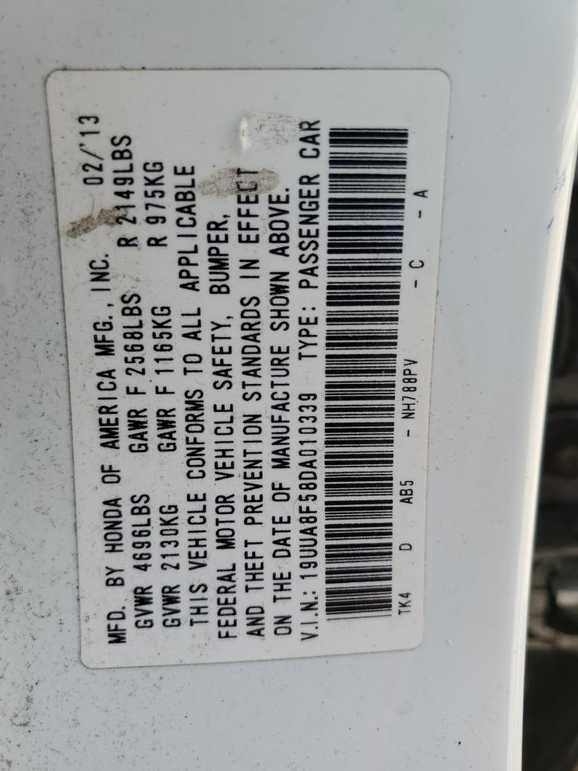 MFD. BY HONDA OF AMERICA MFG., INC. 02/'13
GVWR 4696LBS GAWR F 2568LBS R 2149LBS
GVWR 2130KG GAWR F 1165KG R 975KG
THIS VEHICLE CONFORMS TO ALL APPLICABLE
FEDERAL MOTOR VEHICLE SAFETY, BUMPER,
AND THEFT PREVENTION STANDARDS IN EFFECT
ON THE DATE OF MANUFACTURE SHOWN ABOVE.
V.I.N.: 19UUA8F58DA010339 TYPE: PASSENGER CAR
TK4 D AB5 - NH788PV - C - A